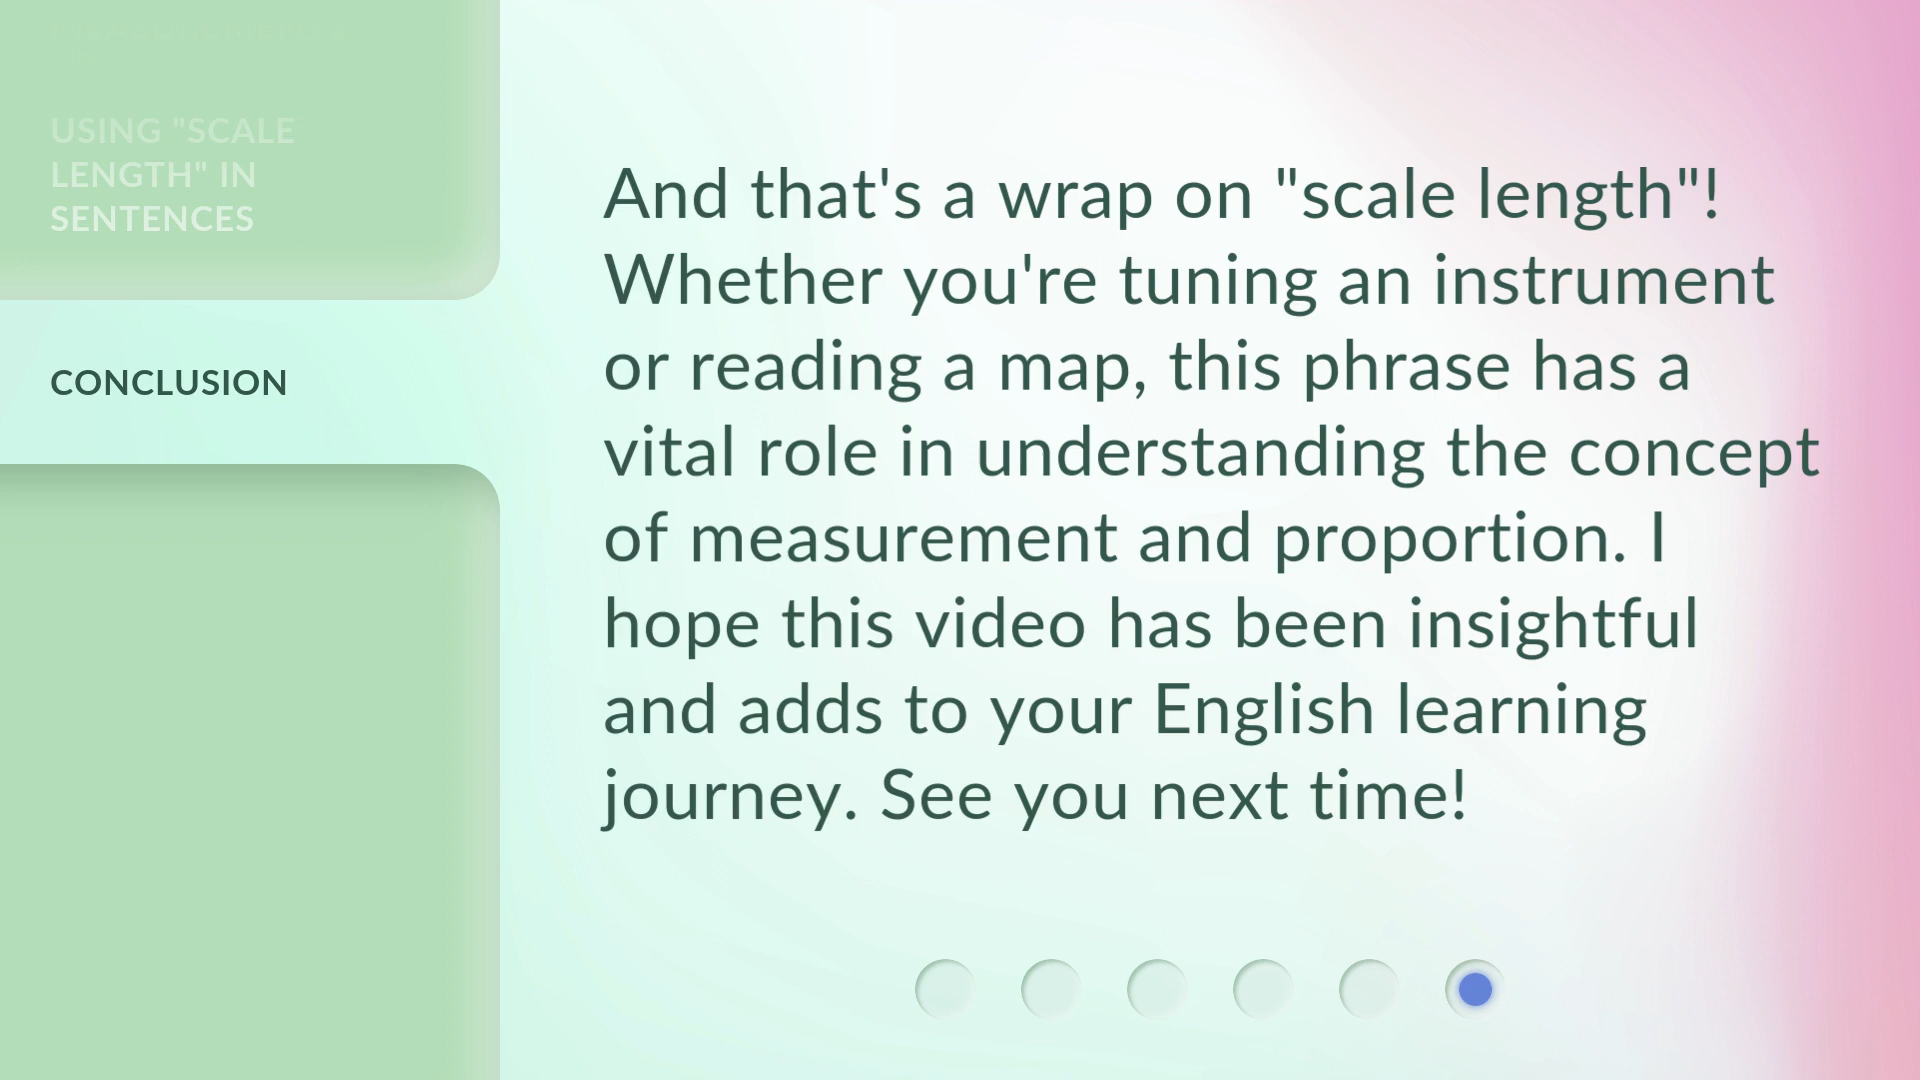 USING "SCALE
LENGTH" IN
SENTENCES
CONCLUSION
And that's a wrap on "scale length"!
Whether you're tuning an instrument
or reading a map, this phrase has a
vital role in understanding the concept
of measurement and proportion. I
hope this video has been insightful
and adds to your English learning
journey. See you next time!